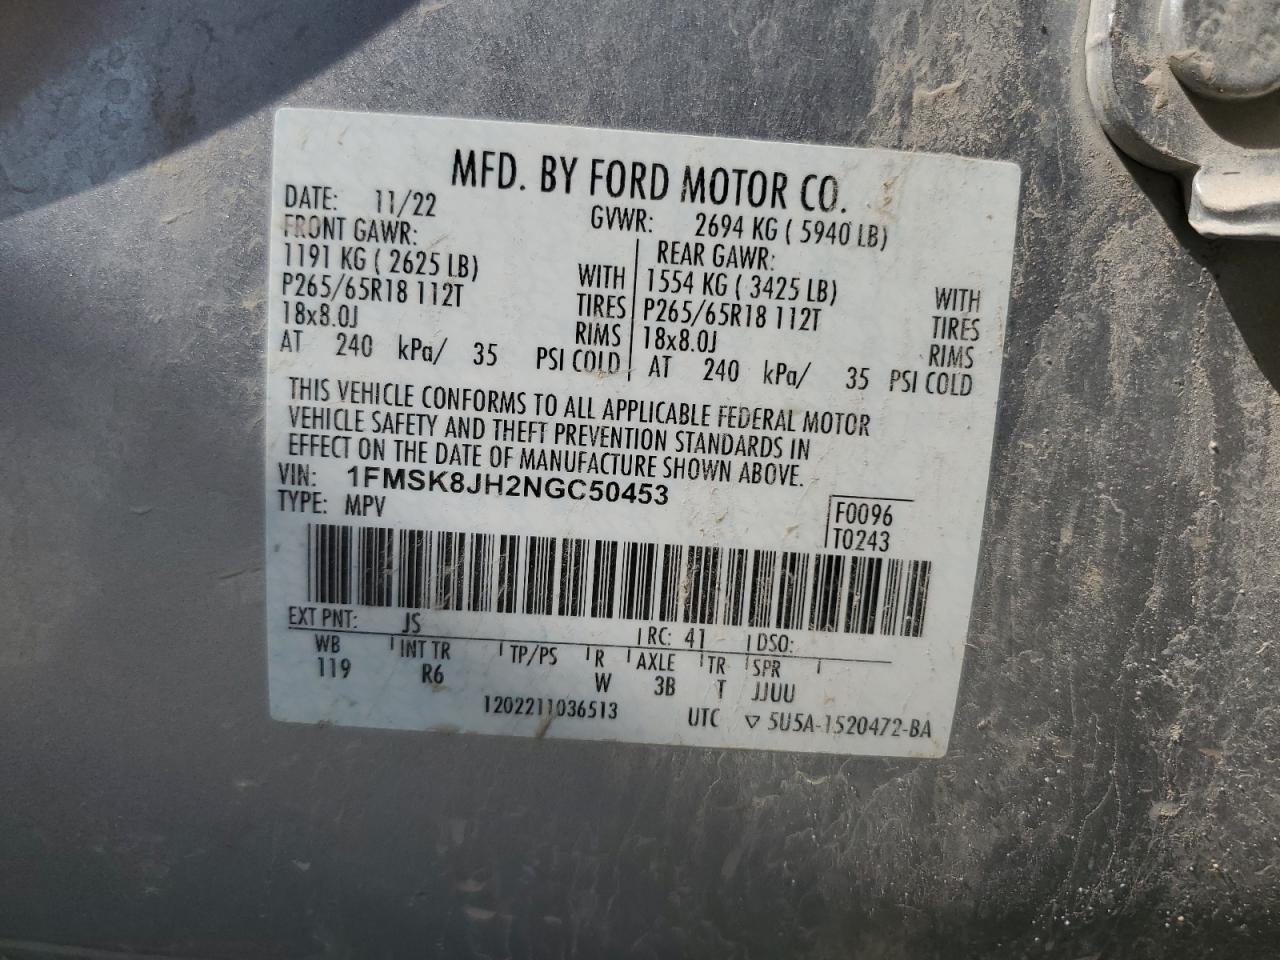 MFD. BY FORD MOTOR CO.
DATE: 11/22 GVWR: 2694 KG ( 5940 LB)
FRONT GAWR: REAR GAWR:
1191 KG ( 2625 LB) WITH 1554 KG ( 3425 LB) WITH
P265/65R18 112T TIRES P265/65R18 112T TIRES
18x8.0J RIMS 18x8.0J RIMS
AT 240 kPa/ 35 PSI COLD AT 240 kPa/ 35 PSI COLD
THIS VEHICLE CONFORMS TO ALL APPLICABLE FEDERAL MOTOR
VEHICLE SAFETY AND THEFT PREVENTION STANDARDS IN
EFFECT ON THE DATE OF MANUFACTURE SHOWN ABOVE.
VIN: 1FMSK8JH2NGC50453
TYPE: MPV
F0096
T0243
EXT PNT: JS RC: 41 DSO:
WB INT TR TP/PS R AXLE TR SPR
119 R6 W 3B T JJUU
1202211036513 UTC ▽ 5U5A-1520472-BA